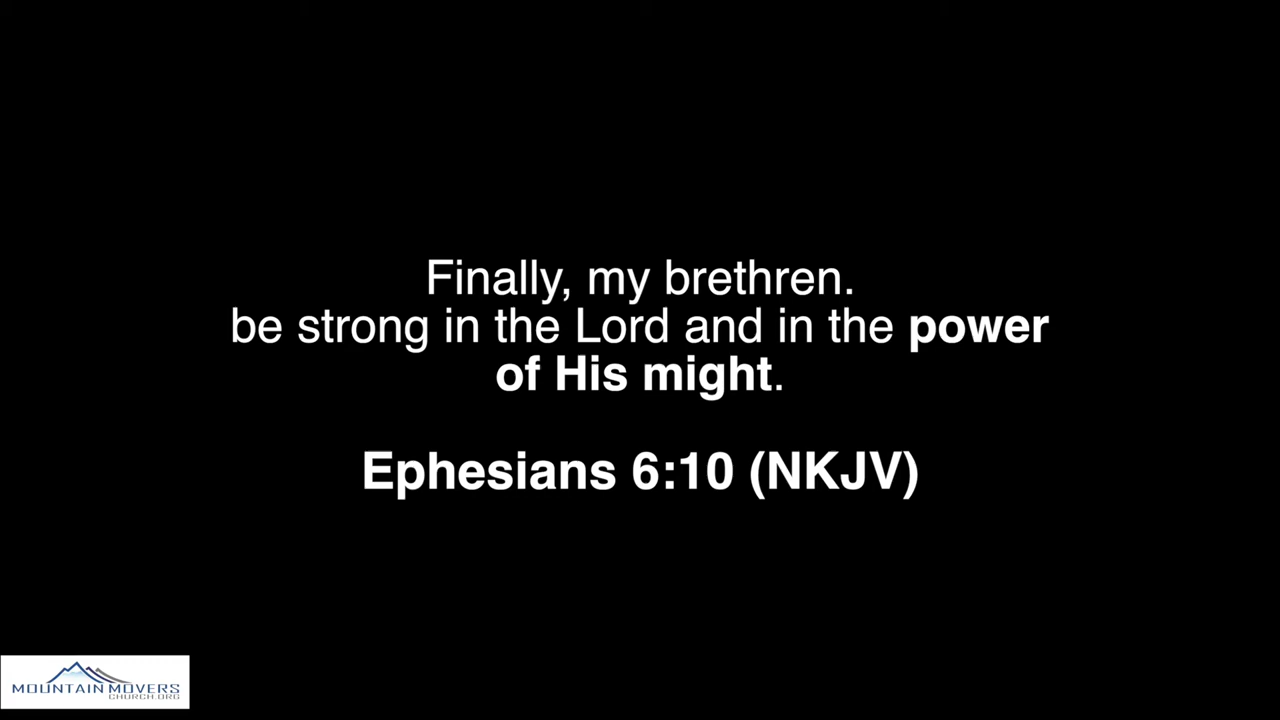 Finally, my brethren.
be strong in the Lord and in the power
of His might.
Ephesians 6:10 (NKJV)
MOUNTAIN MOVERS
CHURCH.ORG